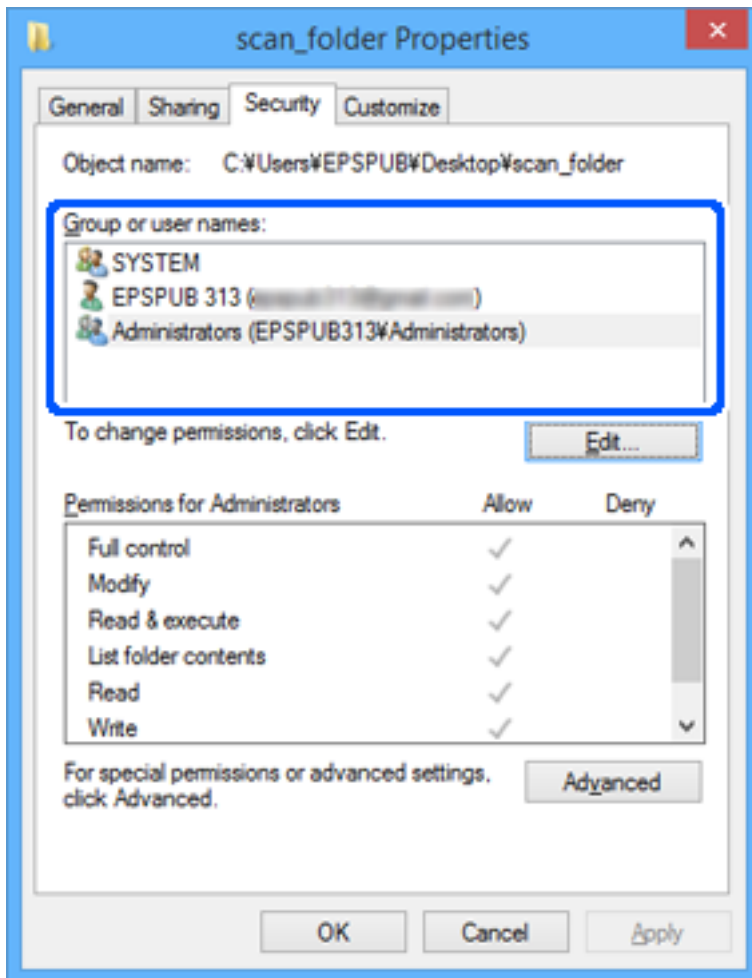 scan_folder Properties
General Sharing Security Customize
Object name: C:¥Users¥EPSPUB¥Desktop¥scan_folder
Group or user names:
SYSTEM
EPSPUB 313 ( )
Administrators (EPSPUB313¥Administrators)
To change permissions, click Edit.
Edit...
Permissions for Administrators Allow Deny
Full control
Modify
Read & execute
List folder contents
Read
Write
For special permissions or advanced settings,
click Advanced.
Advanced
OK Cancel Apply